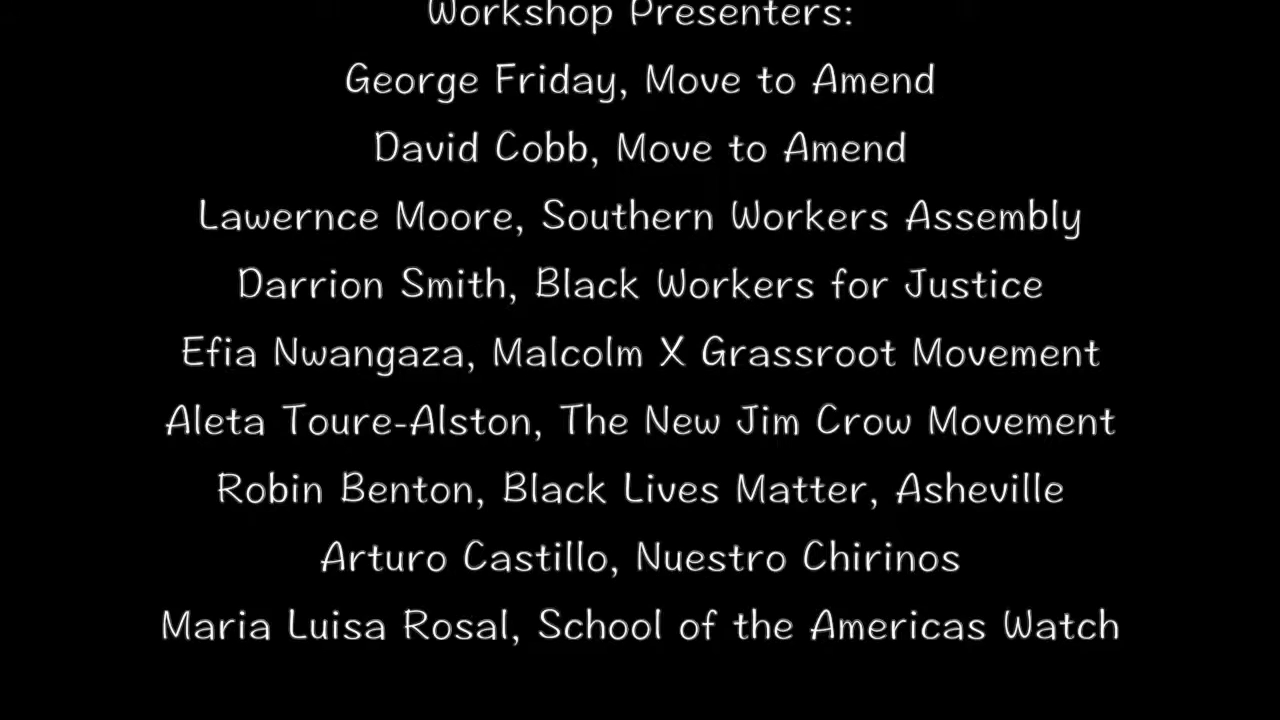 Workshop Presenters:
George Friday, Move to Amend
David Cobb, Move to Amend
Lawernce Moore, Southern Workers Assembly
Darrion Smith, Black Workers for Justice
Efia Nwangaza, Malcolm X Grassroot Movement
Aleta Toure-Alston, The New Jim Crow Movement
Robin Benton, Black Lives Matter, Asheville
Arturo Castillo, Nuestro Chirinos
Maria Luisa Rosal, School of the Americas Watch